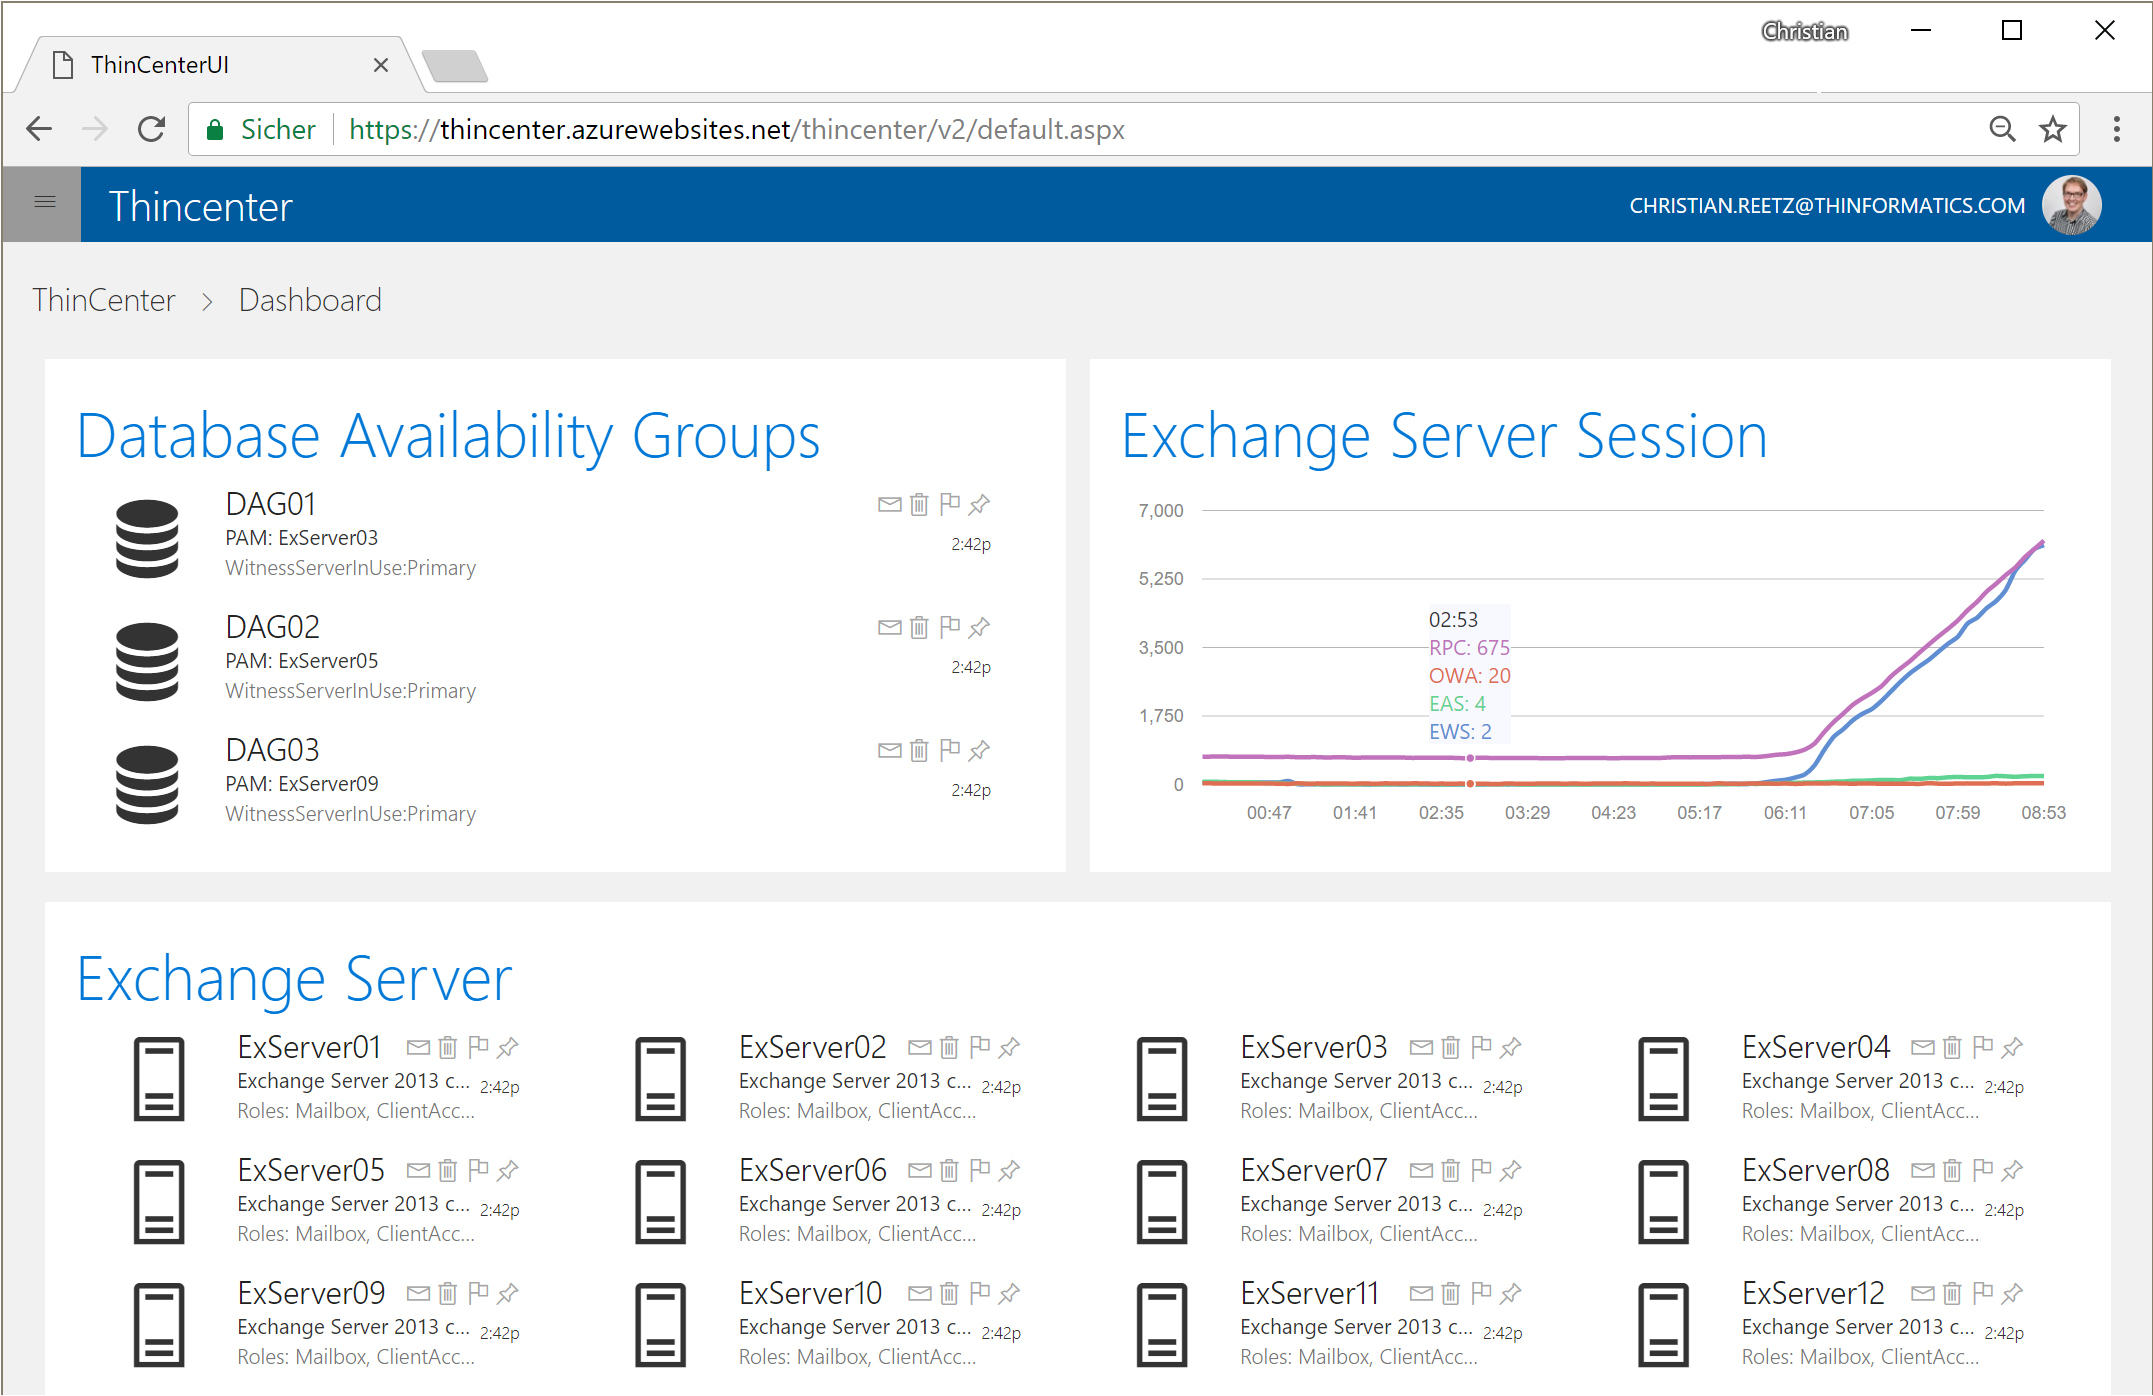 Christian
ThinCenterUI
Sicher https://thincenter.azurewebsites.net/thincenter/v2/default.aspx
Thincenter
CHRISTIAN.REETZ@THINFORMATICS.COM
ThinCenter > Dashboard
Database Availability Groups
DAG01
PAM: ExServer03
2:42p
WitnessServerInUse:Primary
DAG02
PAM: ExServer05
2:42p
WitnessServerInUse:Primary
DAG03
PAM: ExServer09
2:42p
WitnessServerInUse:Primary
Exchange Server Session
7,000
5,250
3,500
1,750
0
02:53
RPC: 675
OWA: 20
EAS: 4
EWS: 2
00:47 01:41 02:35 03:29 04:23 05:17 06:11 07:05 07:59 08:53
Exchange Server
ExServer01
Exchange Server 2013 c... 2:42p
Roles: Mailbox, ClientAcc...
ExServer02
Exchange Server 2013 c... 2:42p
Roles: Mailbox, ClientAcc...
ExServer03
Exchange Server 2013 c... 2:42p
Roles: Mailbox, ClientAcc...
ExServer04
Exchange Server 2013 c... 2:42p
Roles: Mailbox, ClientAcc...
ExServer05
Exchange Server 2013 c... 2:42p
Roles: Mailbox, ClientAcc...
ExServer06
Exchange Server 2013 c... 2:42p
Roles: Mailbox, ClientAcc...
ExServer07
Exchange Server 2013 c... 2:42p
Roles: Mailbox, ClientAcc...
ExServer08
Exchange Server 2013 c... 2:42p
Roles: Mailbox, ClientAcc...
ExServer09
Exchange Server 2013 c... 2:42p
Roles: Mailbox, ClientAcc...
ExServer10
Exchange Server 2013 c... 2:42p
Roles: Mailbox, ClientAcc...
ExServer11
Exchange Server 2013 c... 2:42p
Roles: Mailbox, ClientAcc...
ExServer12
Exchange Server 2013 c... 2:42p
Roles: Mailbox, ClientAcc...